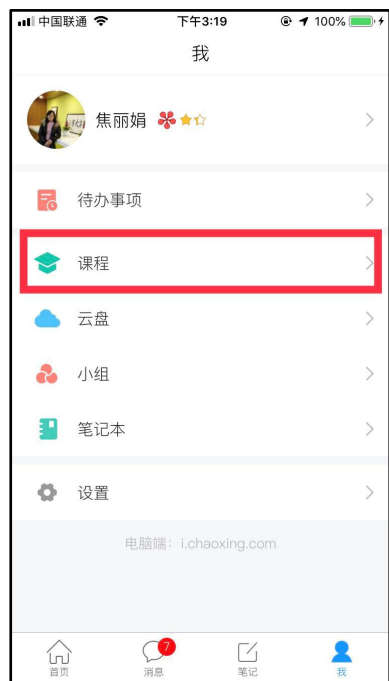 中国联通 下午3:19 100%
我
焦丽娟
待办事项
课程
云盘
小组
笔记本
设置
电脑端：i.chaoxing.com
7
首页 消息 笔记 我